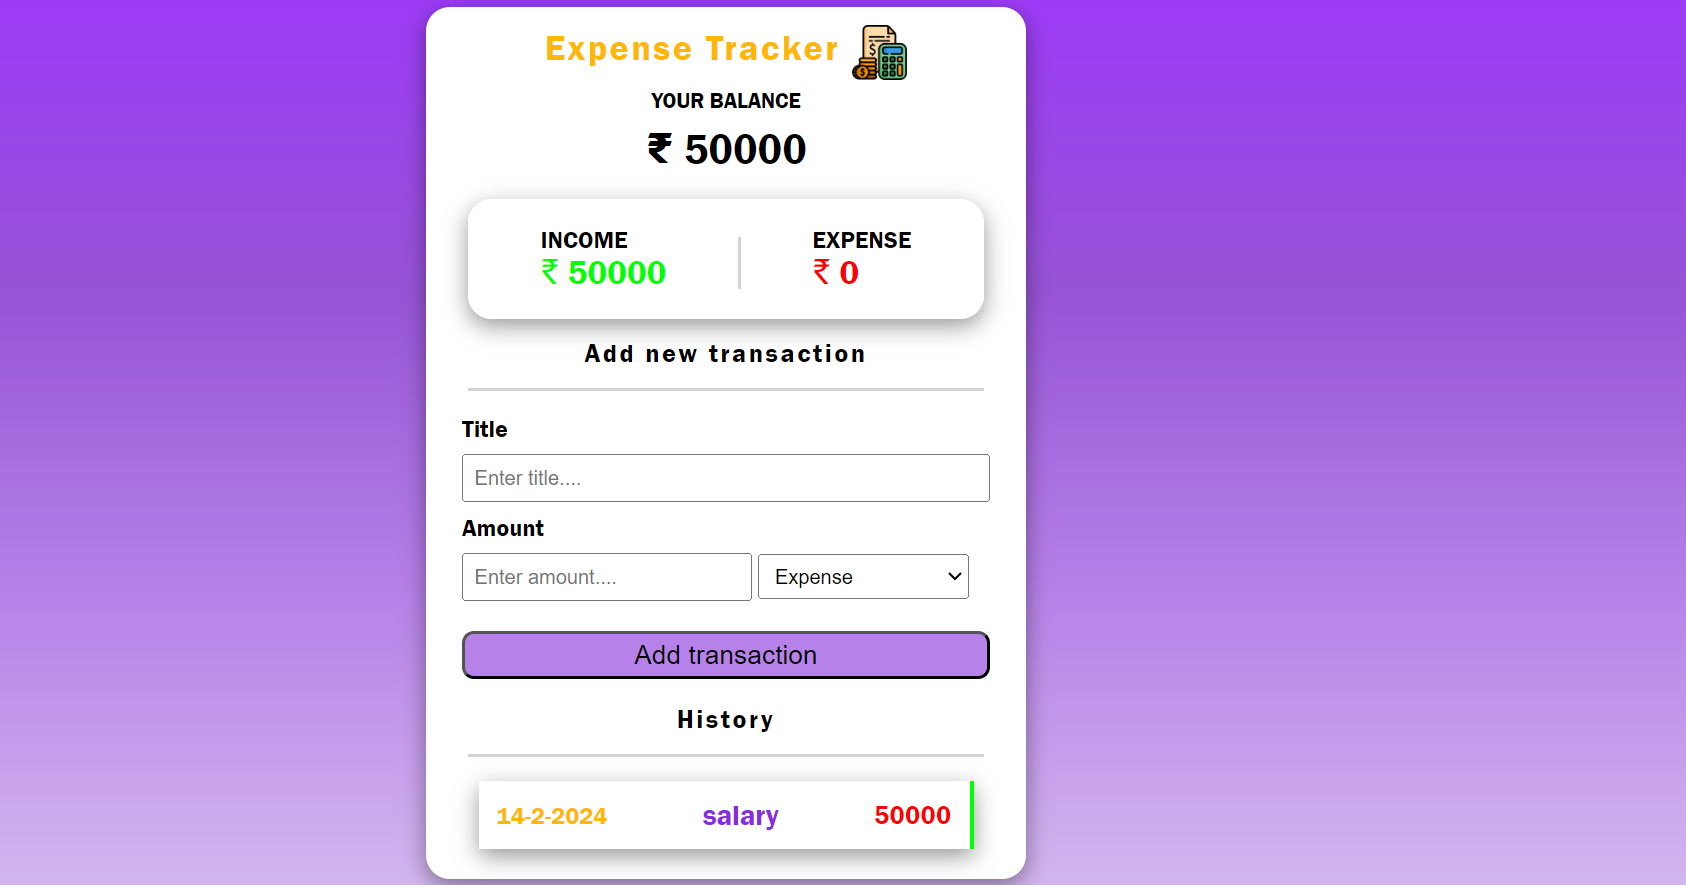 Expense Tracker
YOUR BALANCE
₹ 50000
INCOME EXPENSE
₹ 50000 ₹ 0
Add new transaction
Title
Enter title....
Amount
Enter amount.... Expense
Add transaction
History
14-2-2024 salary 50000